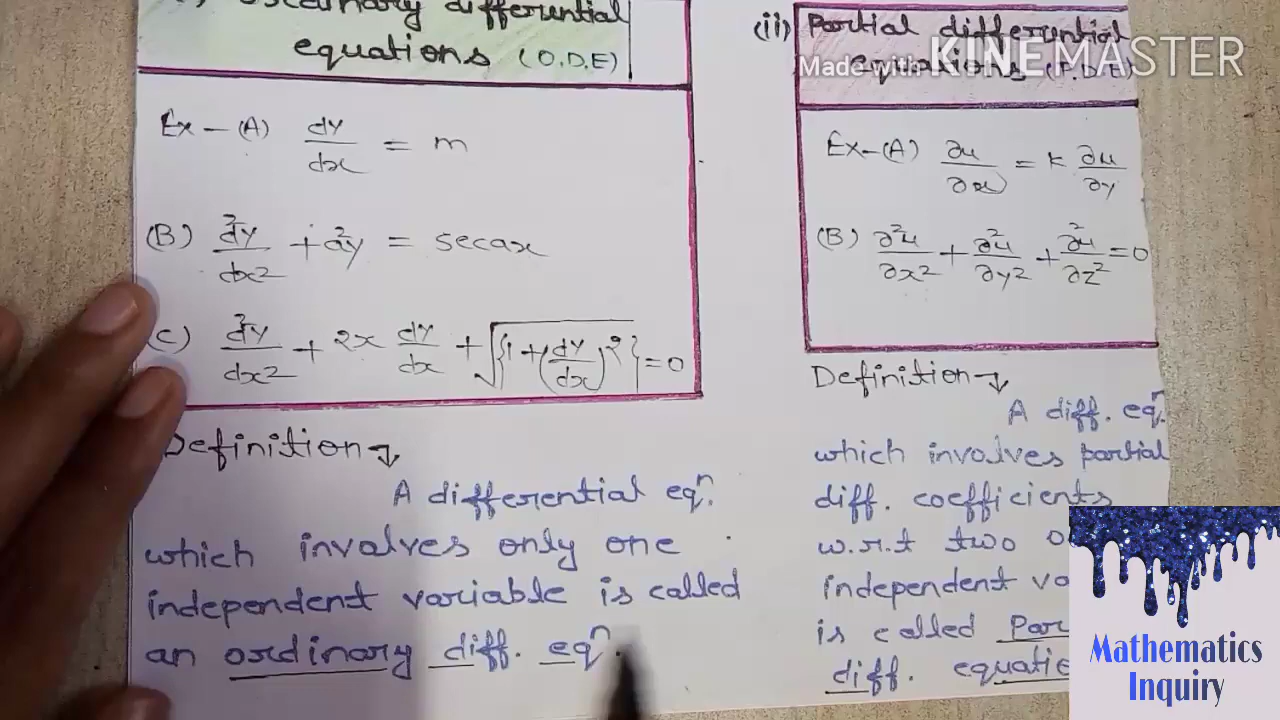 Ordinary differential
equations (O.D.E)
Ex-(A) dy/dx = m
(B) d²y/dx² + a²y = secax
(C) d²y/dx² + 2x dy/dx + √{1+(dy/dx)²} = 0
Definition→
A differential eqⁿ.
which involves only one
independent variable is called
an ordinary diff. eqⁿ.
(ii) Partial differential
equations (P.D.E)
Made with KINEMASTER
Ex-(A) ∂u/∂x = k ∂u/∂y
(B) ∂²u/∂x² + ∂²u/∂y² + ∂²u/∂z² = 0
Definition→
A diff. eqⁿ.
which involves partial
diff. coefficients
w.r.t two
independent
is called
diff.
Mathematics
Inquiry